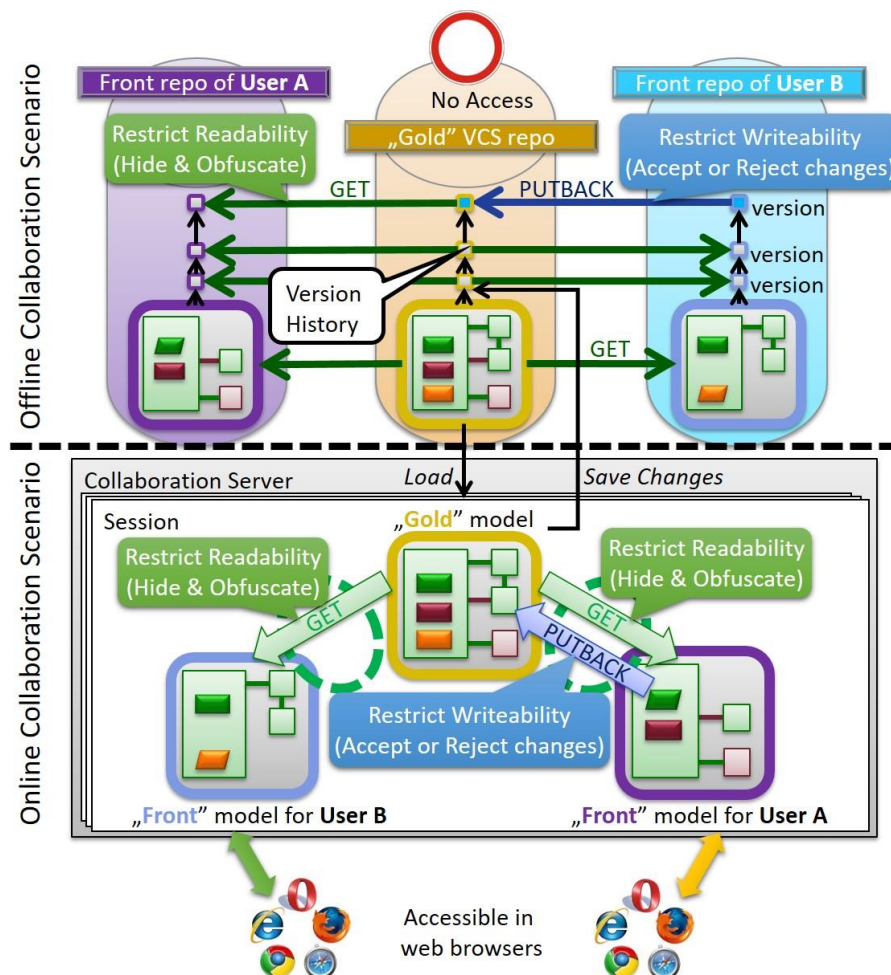 Offline Collaboration Scenario
Front repo of User A
No Access
Front repo of User B
Restrict Readability
(Hide & Obfuscate)
„Gold” VCS repo
Restrict Writeability
(Accept or Reject changes)
GET
PUTBACK
version
version
version
Version
History
GET
Online Collaboration Scenario
Collaboration Server
Load
Save Changes
Session
„Gold” model
Restrict Readability
(Hide & Obfuscate)
Restrict Readability
(Hide & Obfuscate)
GET
GET
PUTBACK
Restrict Writeability
(Accept or Reject changes)
„Front” model for User B
„Front” model for User A
Accessible in
web browsers